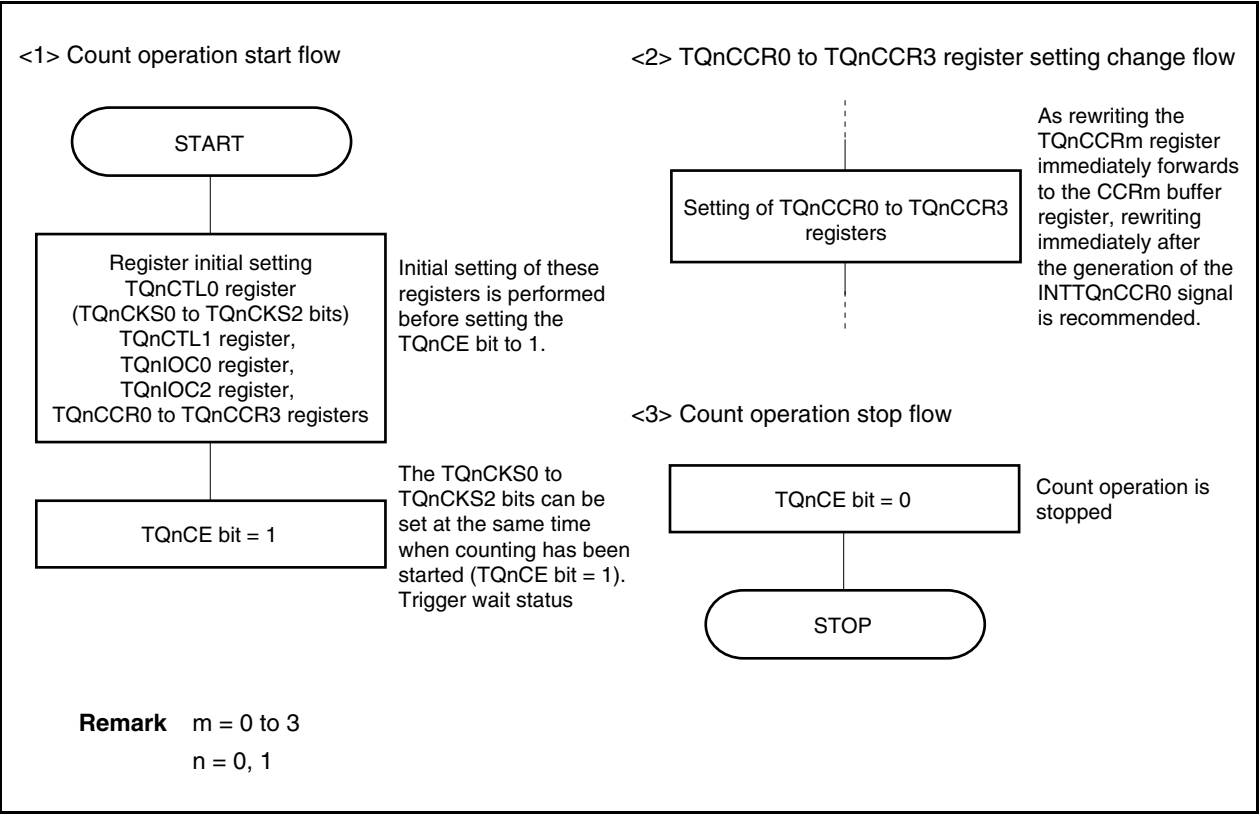 <1> Count operation start flow
START
Register initial setting
TQnCTL0 register
(TQnCKS0 to TQnCKS2 bits)
TQnCTL1 register,
TQnIOC0 register,
TQnIOC2 register,
TQnCCR0 to TQnCCR3 registers
Initial setting of these
registers is performed
before setting the
TQnCE bit to 1.
TQnCE bit = 1
The TQnCKS0 to
TQnCKS2 bits can be
set at the same time
when counting has been
started (TQnCE bit = 1).
Trigger wait status
<2> TQnCCR0 to TQnCCR3 register setting change flow
Setting of TQnCCR0 to TQnCCR3
registers
As rewriting the
TQnCCRm register
immediately forwards
to the CCRm buffer
register, rewriting
immediately after
the generation of the
INTTQnCCR0 signal
is recommended.
<3> Count operation stop flow
TQnCE bit = 0
Count operation is
stopped
STOP
Remark m = 0 to 3
n = 0, 1